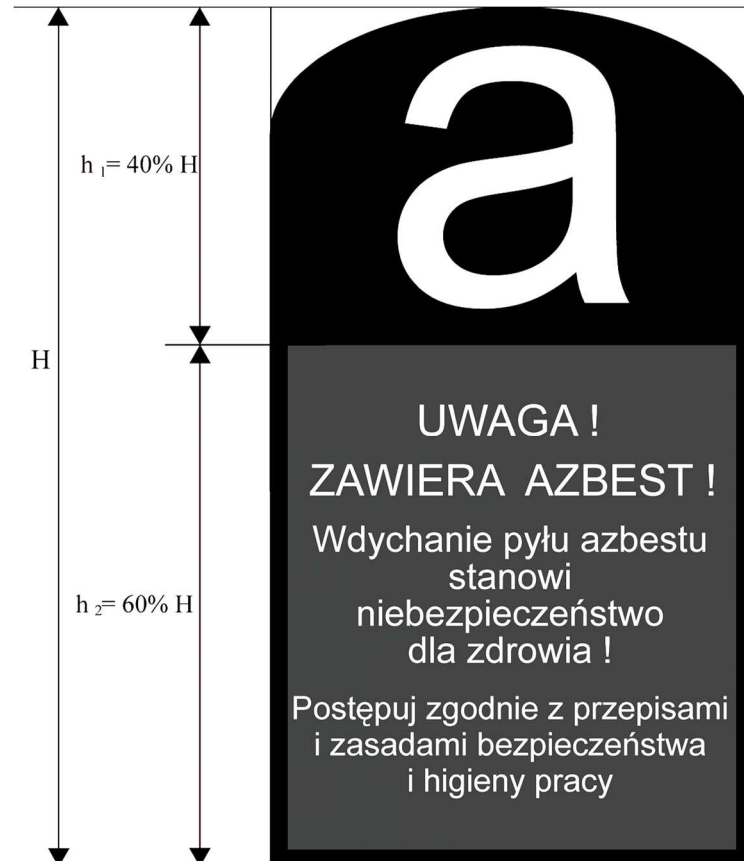 a
h 1= 40% H
H
h 2= 60% H
UWAGA !
ZAWIERA AZBEST !
Wdychanie pyłu azbestu
stanowi
niebezpieczeństwo
dla zdrowia !
Postępuj zgodnie z przepisami
i zasadami bezpieczeństwa
i higieny pracy